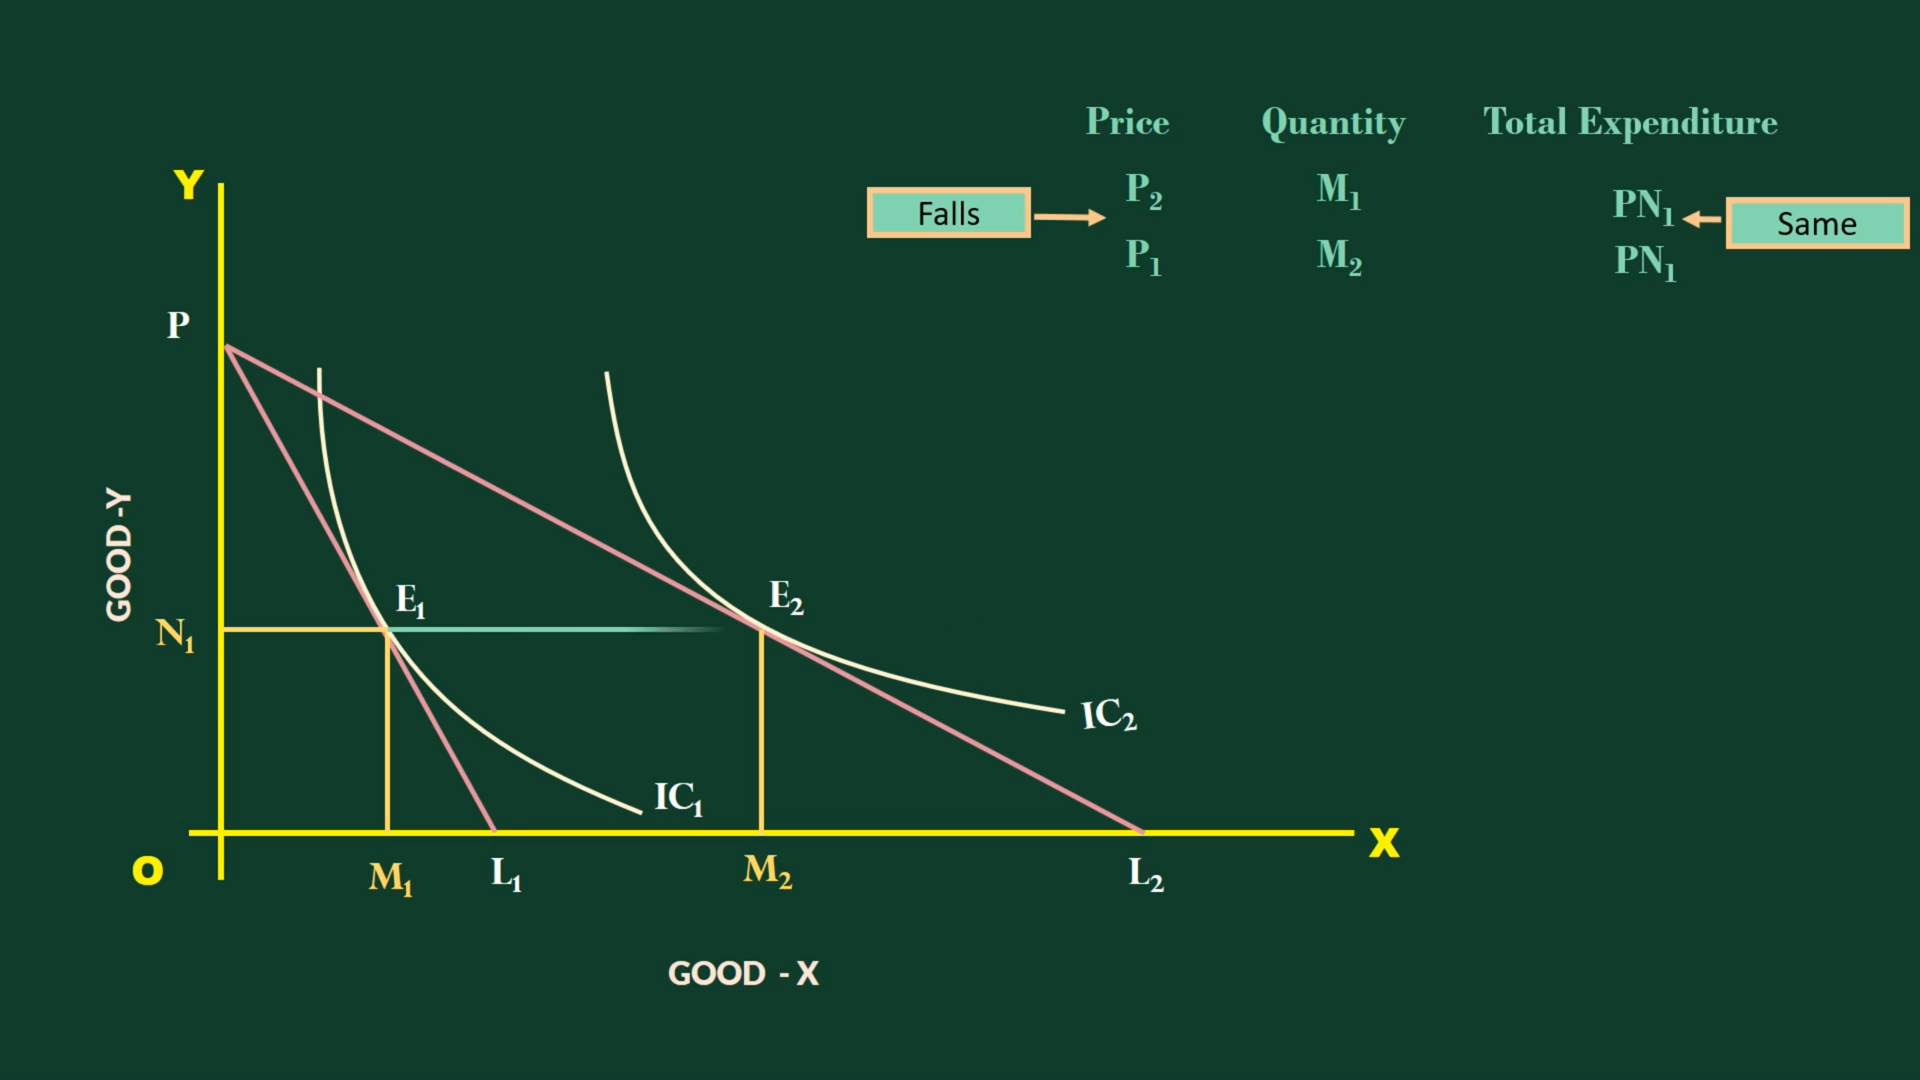 Price Quantity Total Expenditure
Falls P₂ M₁ PN₁ Same
P₁ M₂ PN₁
Y
P
GOOD -Y
E₁
E₂
N₁
IC₂
IC₁
X
O
M₁ L₁ M₂ L₂
GOOD - X